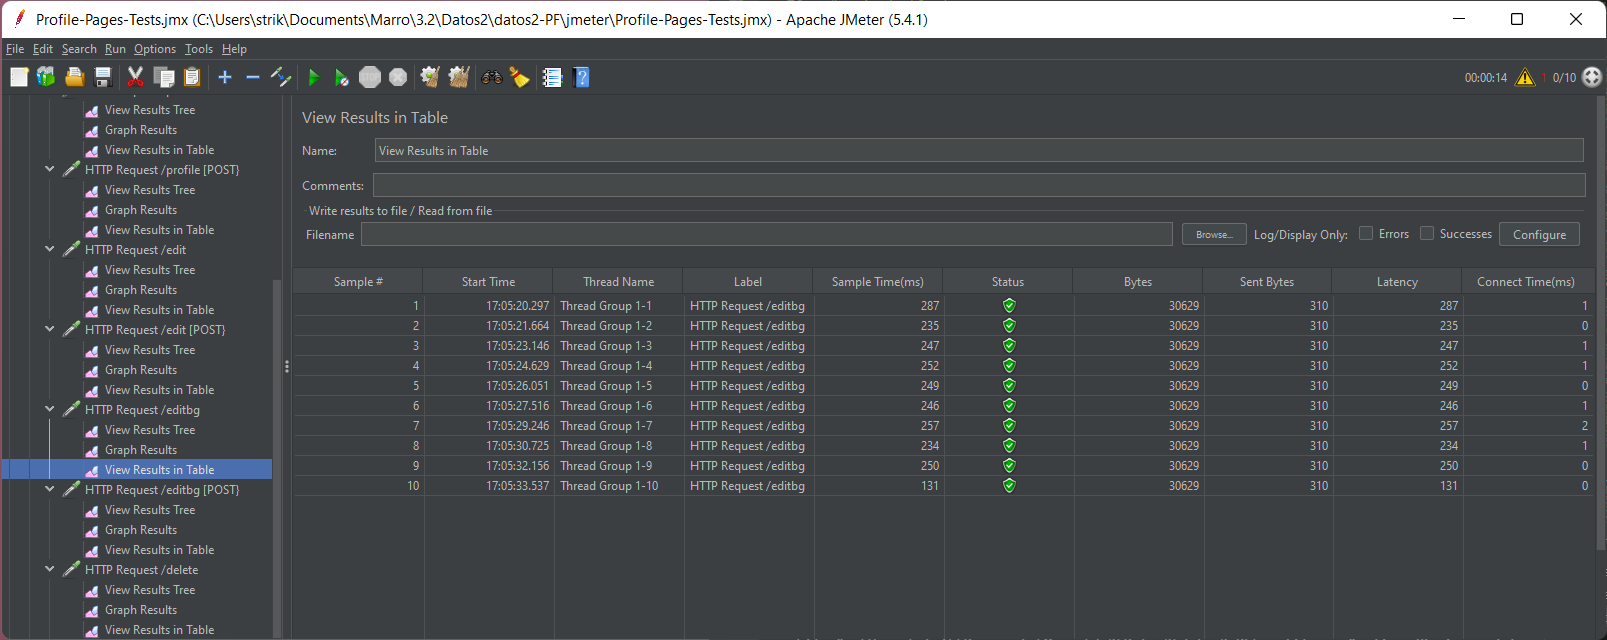 Profile-Pages-Tests.jmx (C:\Users\strik\Documents\Marro\3.2\Datos2\datos2-PF\jmeter\Profile-Pages-Tests.jmx) - Apache JMeter (5.4.1)
File Edit Search Run Options Tools Help
STOP 00:00:14 1 0/10
View Results Tree
Graph Results
View Results in Table
HTTP Request /profile [POST}
View Results Tree
Graph Results
View Results in Table
HTTP Request /edit
View Results Tree
Graph Results
View Results in Table
HTTP Request /edit [POST}
View Results Tree
Graph Results
View Results in Table
HTTP Request /editbg
View Results Tree
Graph Results
View Results in Table
HTTP Request /editbg [POST}
View Results Tree
Graph Results
View Results in Table
HTTP Request /delete
View Results Tree
Graph Results
View Results in Table
View Results in Table
Name: View Results in Table
Comments:
Write results to file / Read from file
Filename Browse... Log/Display Only: Errors Successes Configure
Sample # Start Time Thread Name Label Sample Time(ms) Status Bytes Sent Bytes Latency Connect Time(ms)
1 17:05:20.297 Thread Group 1-1 HTTP Request /editbg 287 30629 310 287 1
2 17:05:21.664 Thread Group 1-2 HTTP Request /editbg 235 30629 310 235 0
3 17:05:23.146 Thread Group 1-3 HTTP Request /editbg 247 30629 310 247 1
4 17:05:24.629 Thread Group 1-4 HTTP Request /editbg 252 30629 310 252 1
5 17:05:26.051 Thread Group 1-5 HTTP Request /editbg 249 30629 310 249 0
6 17:05:27.516 Thread Group 1-6 HTTP Request /editbg 246 30629 310 246 1
7 17:05:29.246 Thread Group 1-7 HTTP Request /editbg 257 30629 310 257 2
8 17:05:30.725 Thread Group 1-8 HTTP Request /editbg 234 30629 310 234 1
9 17:05:32.156 Thread Group 1-9 HTTP Request /editbg 250 30629 310 250 0
10 17:05:33.537 Thread Group 1-10 HTTP Request /editbg 131 30629 310 131 0